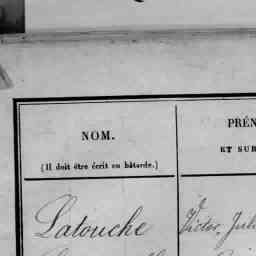 NOM.
(Il doit être écrit en bâtarde.)
PRÉN
ET SUR
Latouche
Victor, Jul